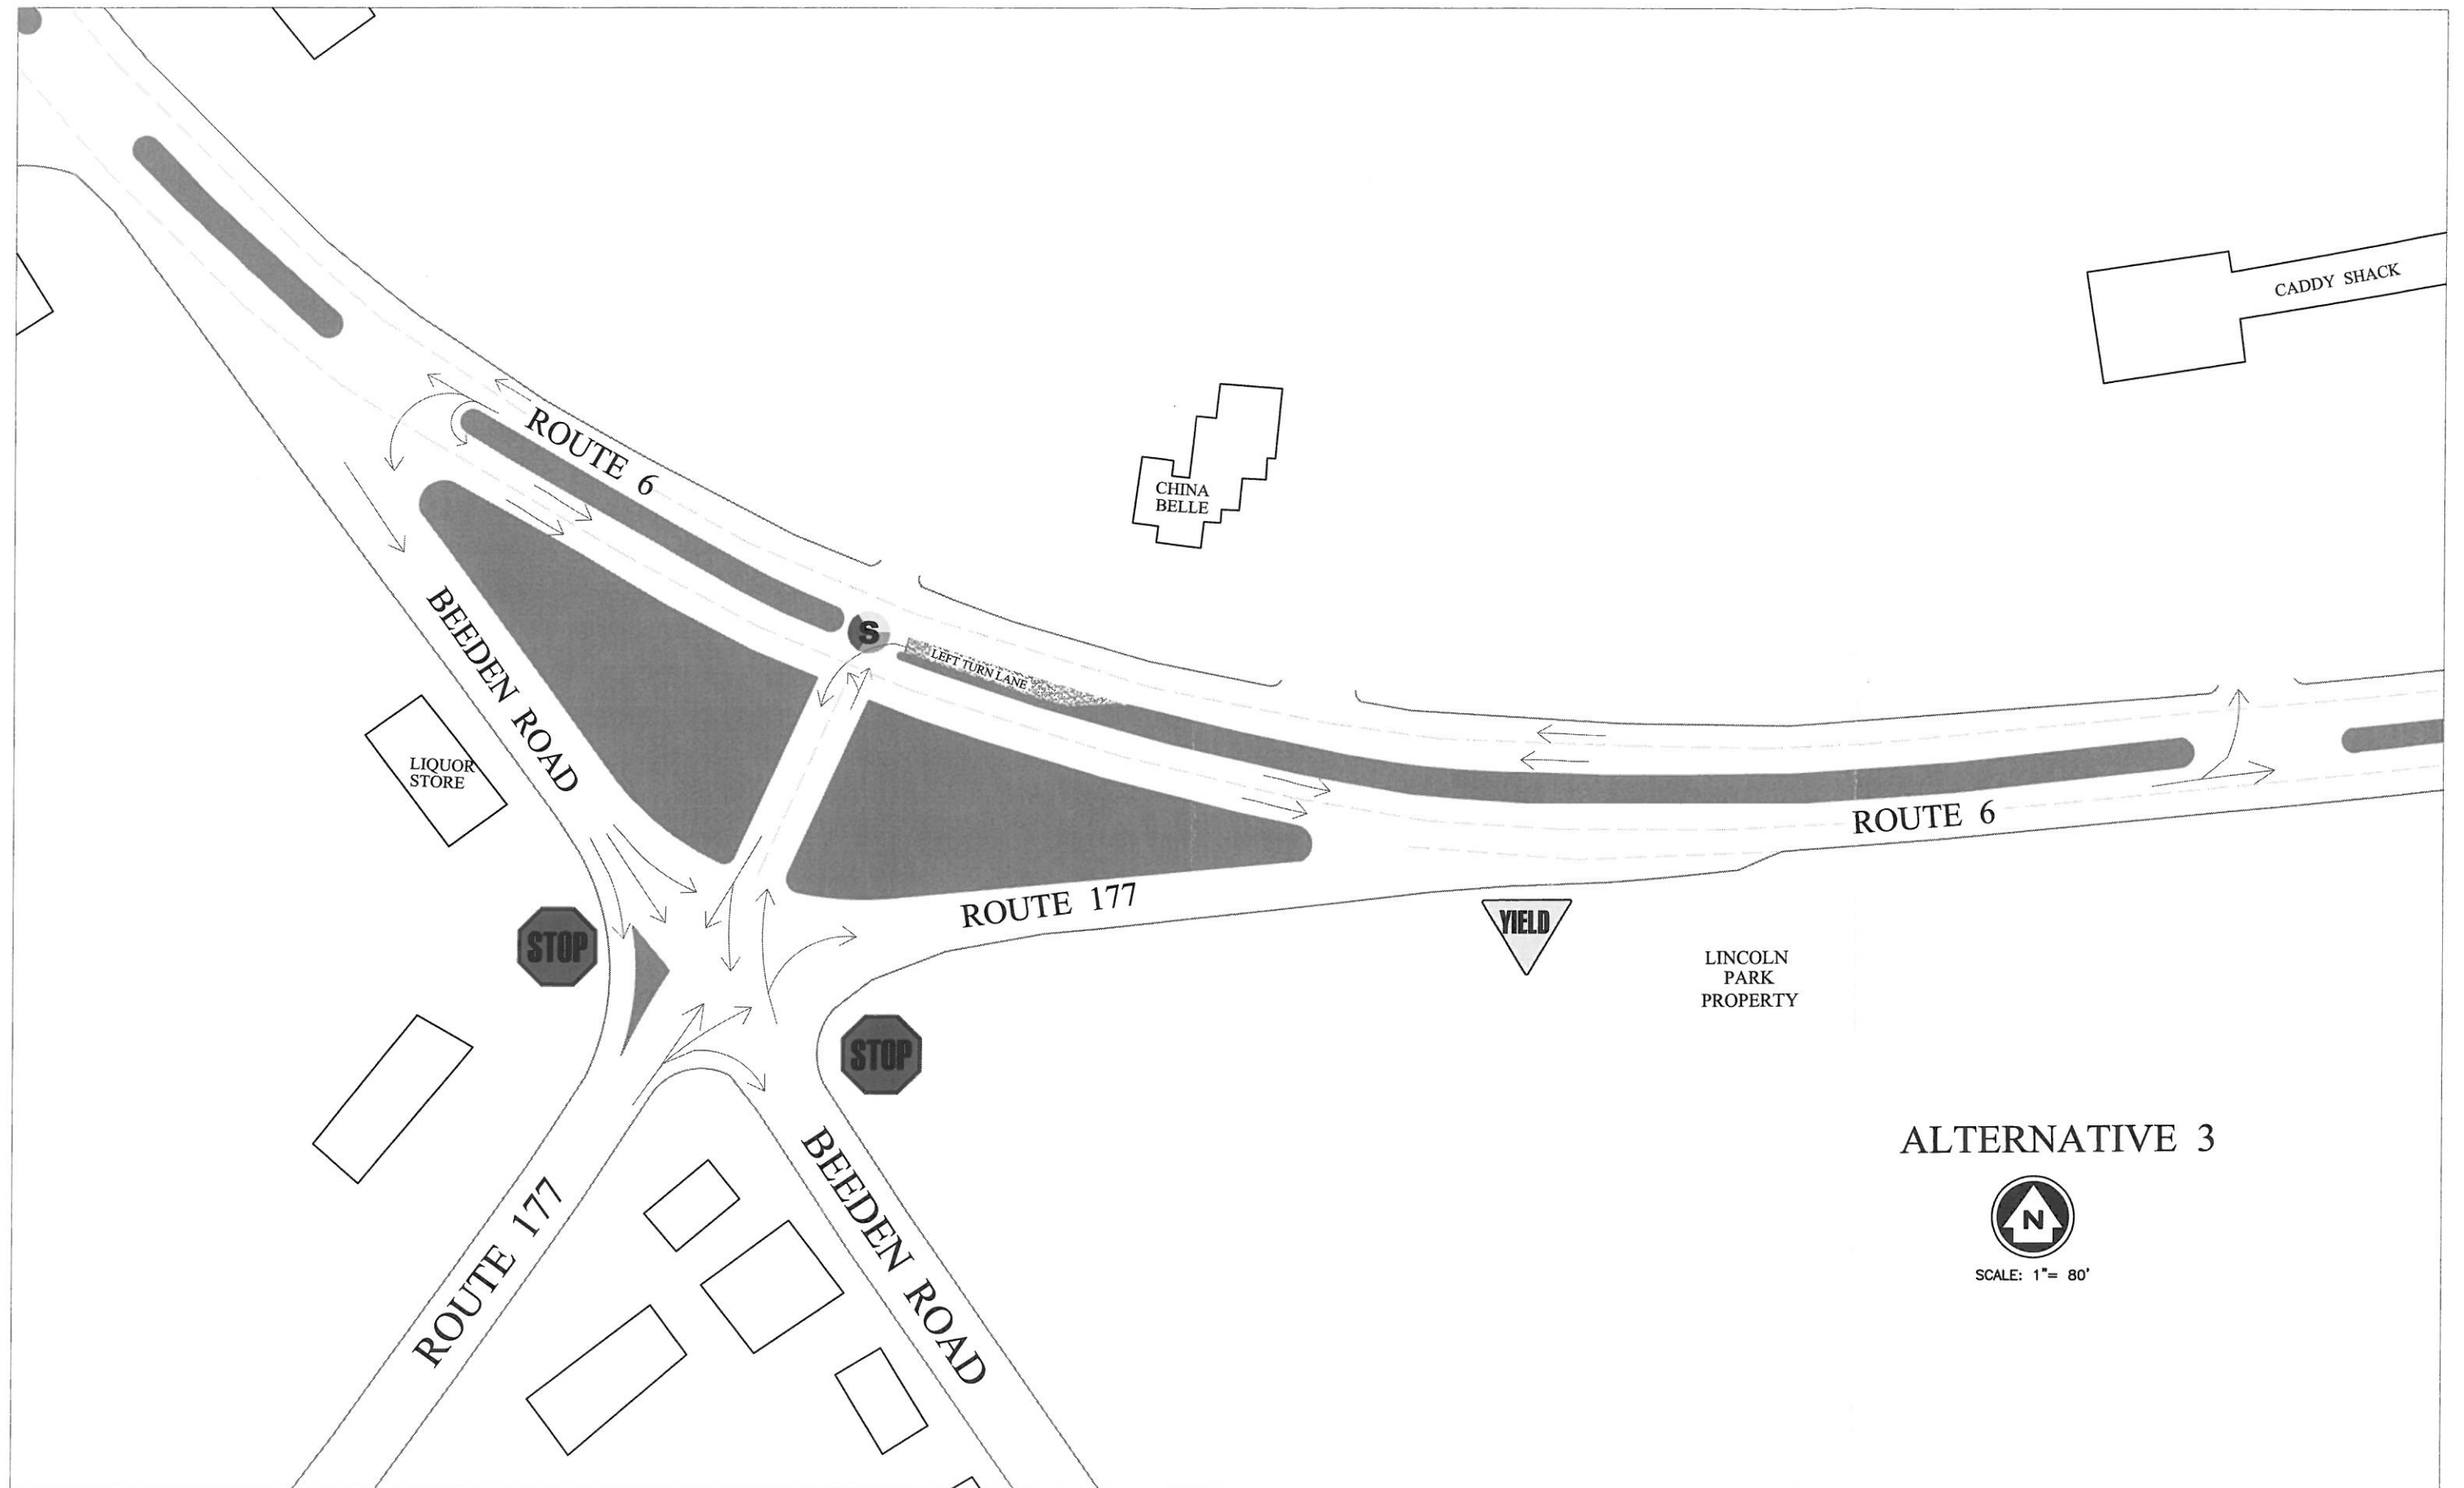 CADDY SHACK
ROUTE 6
CHINA
BELLE
BEEDEN ROAD
S
LEFT TURN LANE
LIQUOR
STORE
ROUTE 6
ROUTE 177
STOP
YIELD
LINCOLN
PARK
PROPERTY
STOP
ROUTE 177
BEEDEN ROAD
ALTERNATIVE 3
N
SCALE: 1"= 80'